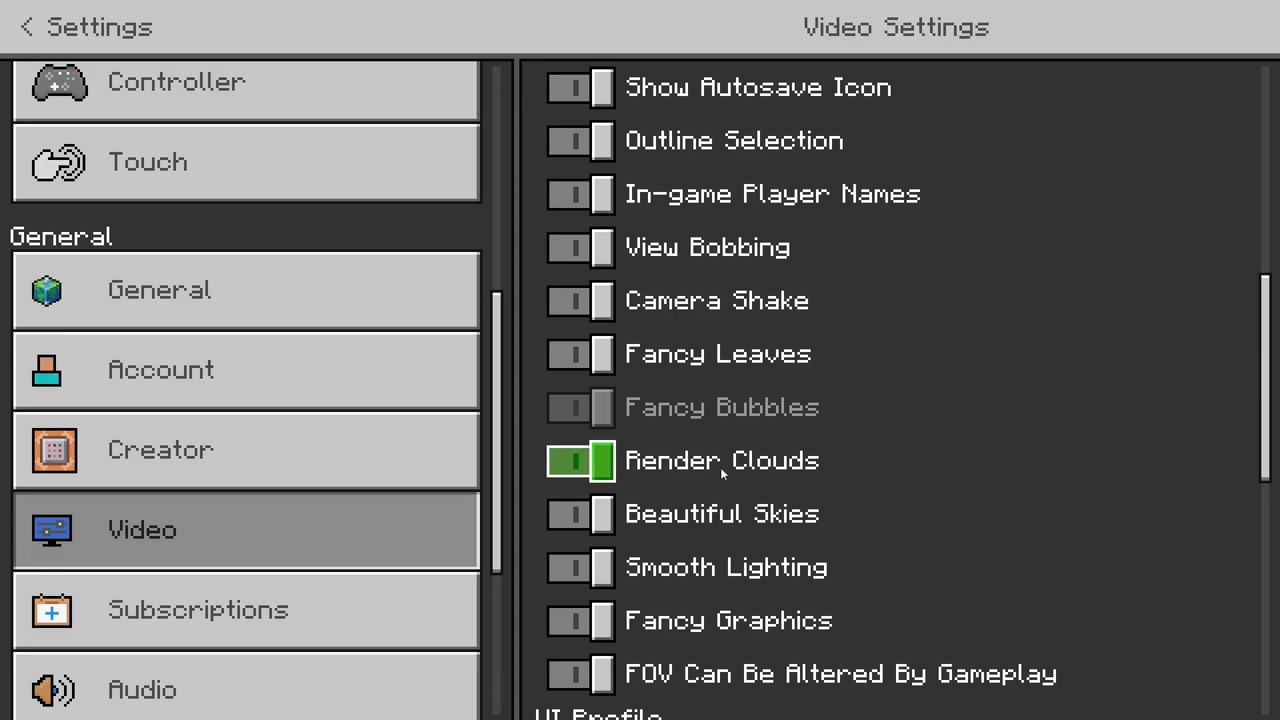 Settings
Video Settings
Controller
Touch
General
General
Account
Creator
Video
Subscriptions
Audio
Show Autosave Icon
Outline Selection
In-game Player Names
View Bobbing
Camera Shake
Fancy Leaves
Fancy Bubbles
Render Clouds
Beautiful Skies
Smooth Lighting
Fancy Graphics
FOV Can Be Altered By Gameplay
UI Profile